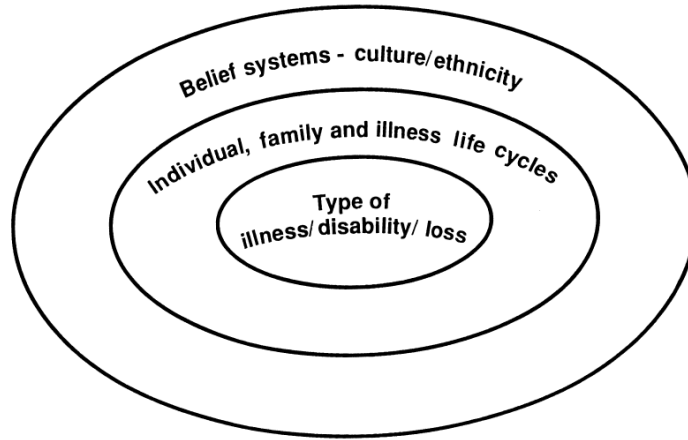 Belief systems - culture/ethnicity
Individual, family and illness life cycles
Type of
illness/ disability/ loss